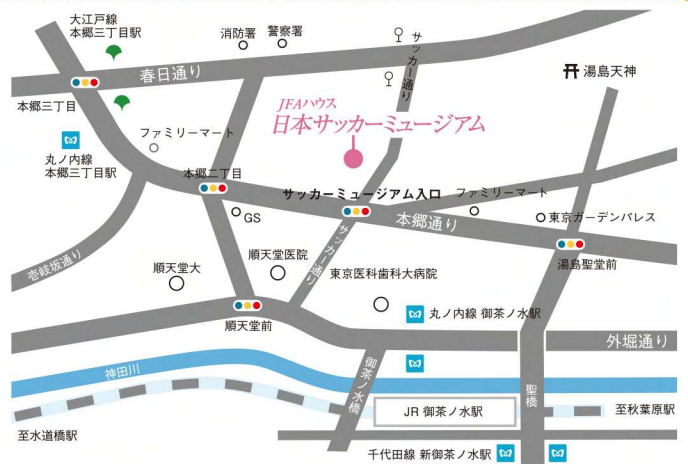 大江戸線
本郷三丁目駅
消防署
警察署
サッカー通り
春日通り
湯島天神
本郷三丁目
JFAハウス
日本サッカーミュージアム
ファミリーマート
丸ノ内線
本郷三丁目駅
本郷二丁目
サッカーミュージアム入口
ファミリーマート
GS
本郷通り
東京ガーデンパレス
サッカー通り
壱岐坂通り
順天堂大
順天堂医院
東京医科歯科大病院
湯島聖堂前
丸ノ内線 御茶ノ水駅
順天堂前
外堀通り
神田川
御茶ノ水橋
聖橋
JR 御茶ノ水駅
至秋葉原駅
至水道橋駅
千代田線 新御茶ノ水駅